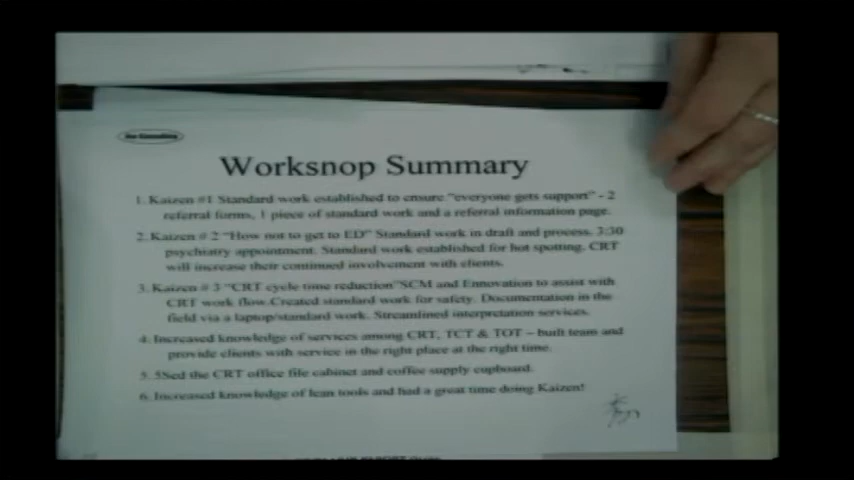 Worksnop Summary
1. Kaizen #1 Standard work established to ensure "everyone gets support" - 2
referral forms, 1 piece of standard work and a referral information page.
2. Kaizen # 2 "How not to get to ED" Standard work in draft and process. 3:30
psychiatry appointment. Standard work established for hot spotting. CRT
will increase their continued involvement with clients.
3. Kaizen # 3 "CRT cycle time reduction"SCM and Ennovation to assist with
CRT work flow.Created standard work for safety. Documentation in the
field via a laptop/standard work. Streamlined interpretation services.
4. Increased knowledge of services among CRT, TCT & TOT – built team and
provide clients with service in the right place at the right time.
5. 5Sed the CRT office file cabinet and coffee supply cupboard.
6. Increased knowledge of lean tools and had a great time doing Kaizen!